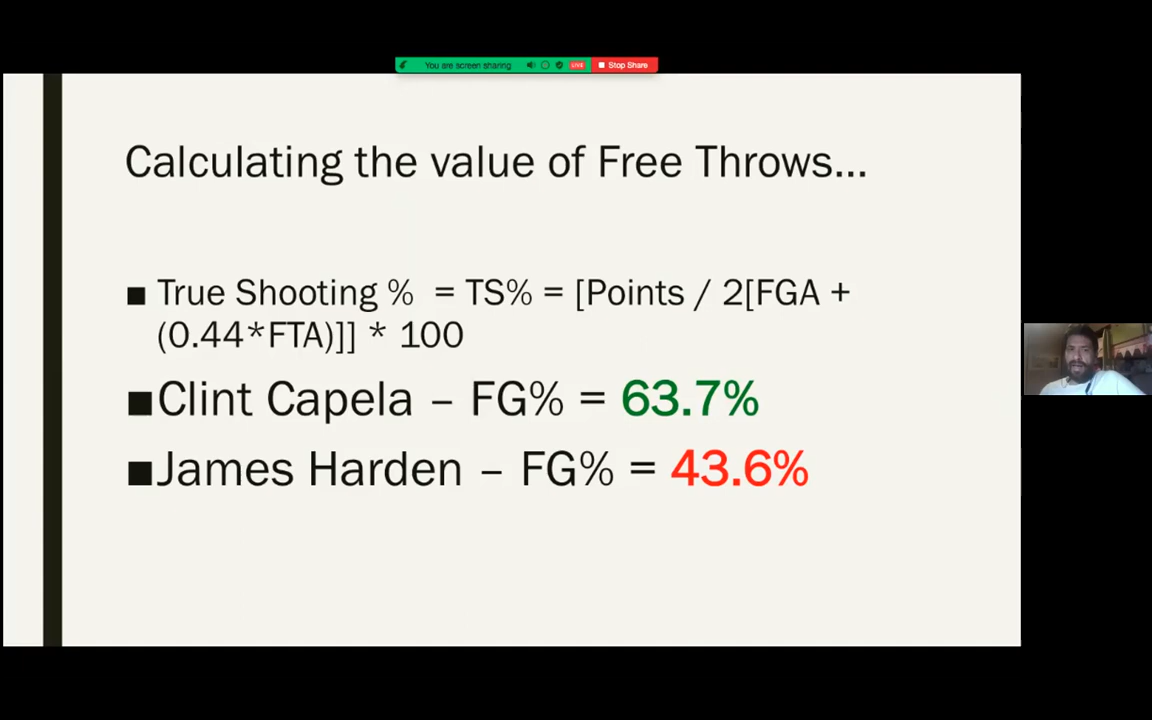 You are screen sharing LIVE Stop Share
Calculating the value of Free Throws...
■ True Shooting % = TS% = [Points / 2[FGA +
(0.44*FTA)]] * 100
■Clint Capela – FG% = 63.7%
■James Harden – FG% = 43.6%